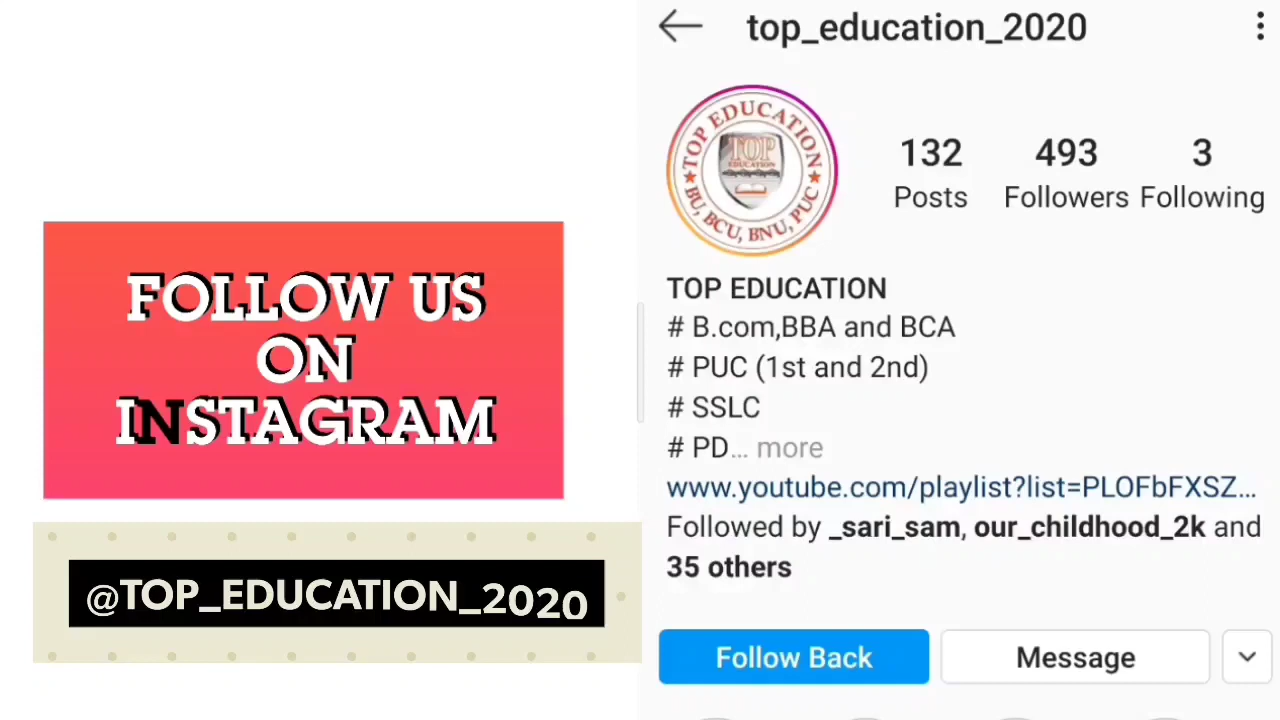 FOLLOW US
ON
INSTAGRAM
@TOP_EDUCATION_2020
top_education_2020
TOP EDUCATION
TOP
EDUCATION
BU, BCU, BNU, PUC
132
Posts
493
Followers
3
Following
TOP EDUCATION
# B.com,BBA and BCA
# PUC (1st and 2nd)
# SSLC
# PD... more
www.youtube.com/playlist?list=PLOFbFXSZ...
Followed by _sari_sam, our_childhood_2k and
35 others
Follow Back
Message